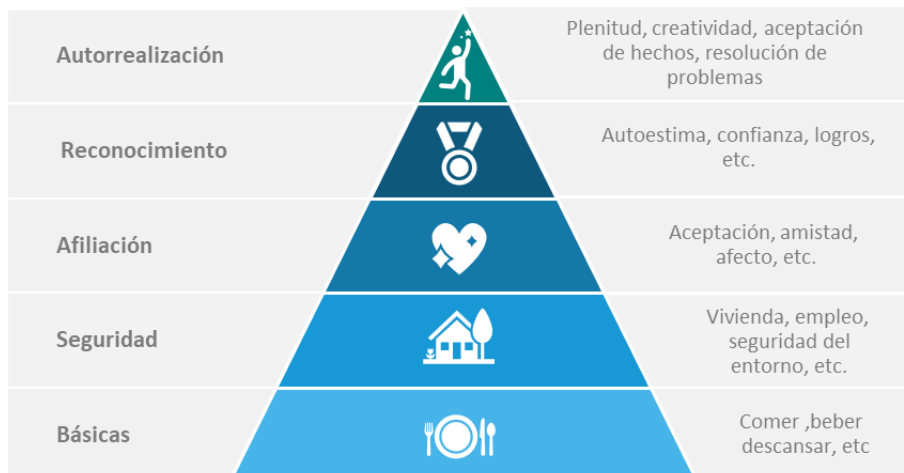 Autorrealización
Plenitud, creatividad, aceptación
de hechos, resolución de
problemas
Reconocimiento
Autoestima, confianza, logros,
etc.
Afiliación
Aceptación, amistad,
afecto, etc.
Seguridad
Vivienda, empleo,
seguridad del
entorno, etc.
Básicas
Comer ,beber
descansar, etc